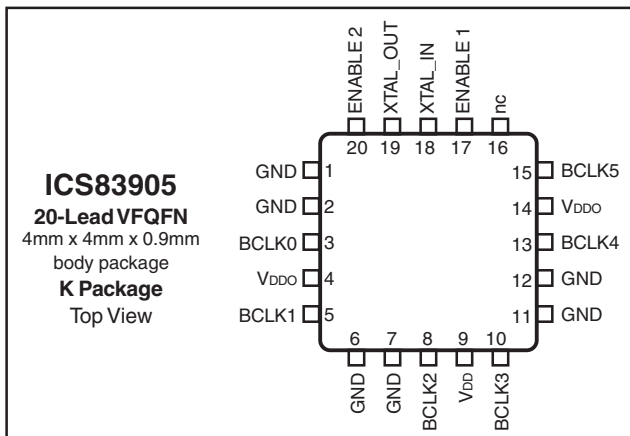 ICS83905
20-Lead VFQFN
4mm x 4mm x 0.9mm
body package
K Package
Top View
ENABLE 2
XTAL_OUT
XTAL_IN
ENABLE 1
nc
20 19 18 17 16
GND 1
GND 2
BCLK0 3
VDDO 4
BCLK1 5
15 BCLK5
14 VDDO
13 BCLK4
12 GND
11 GND
6 7 8 9 10
GND
GND
BCLK2
VDD
BCLK3